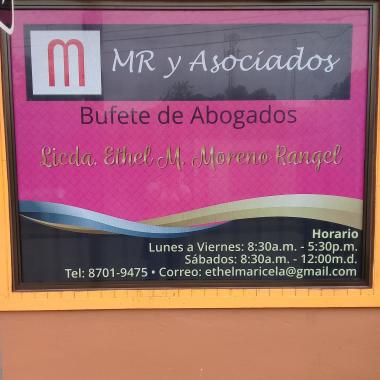 m
MR y Asociados
Bufete de Abogados
Licda. Ethel M. Moreno Rangel
Horario
Lunes a Viernes: 8:30a.m. - 5:30p.m.
Sábados: 8:30a.m. - 12:00m.d.
Tel: 8701-9475 • Correo: ethelmaricela@gmail.com